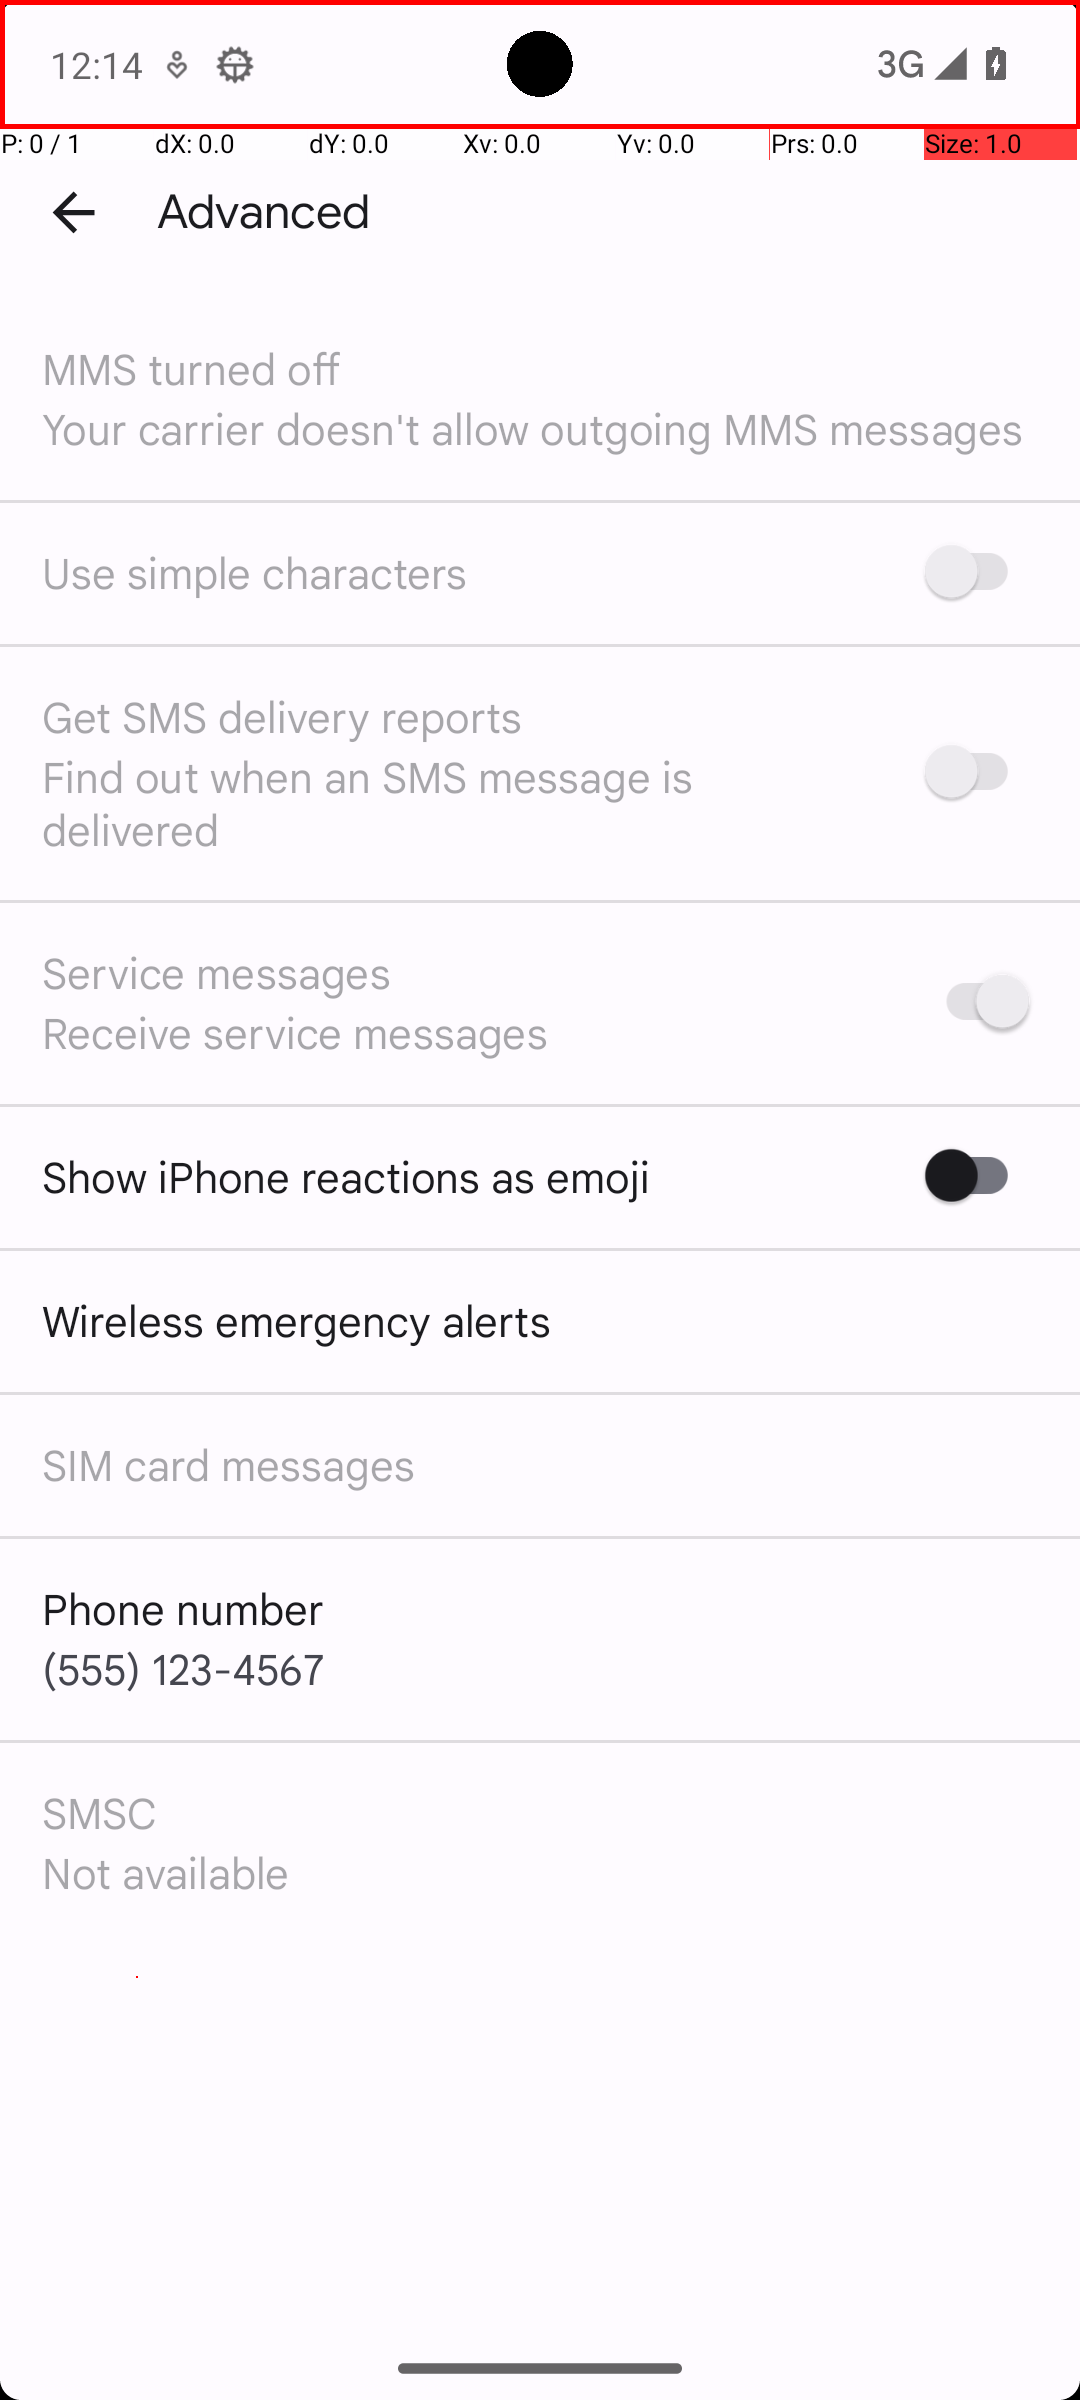 12:14
3G
P: 0 / 1 dX: 0.0 dY: 0.0 Xv: 0.0 Yv: 0.0 Prs: 0.0 Size: 1.0
Advanced
MMS turned off
Your carrier doesn't allow outgoing MMS messages
Use simple characters
Get SMS delivery reports
Find out when an SMS message is
delivered
Service messages
Receive service messages
Show iPhone reactions as emoji
Wireless emergency alerts
SIM card messages
Phone number
(555) 123-4567
SMSC
Not available